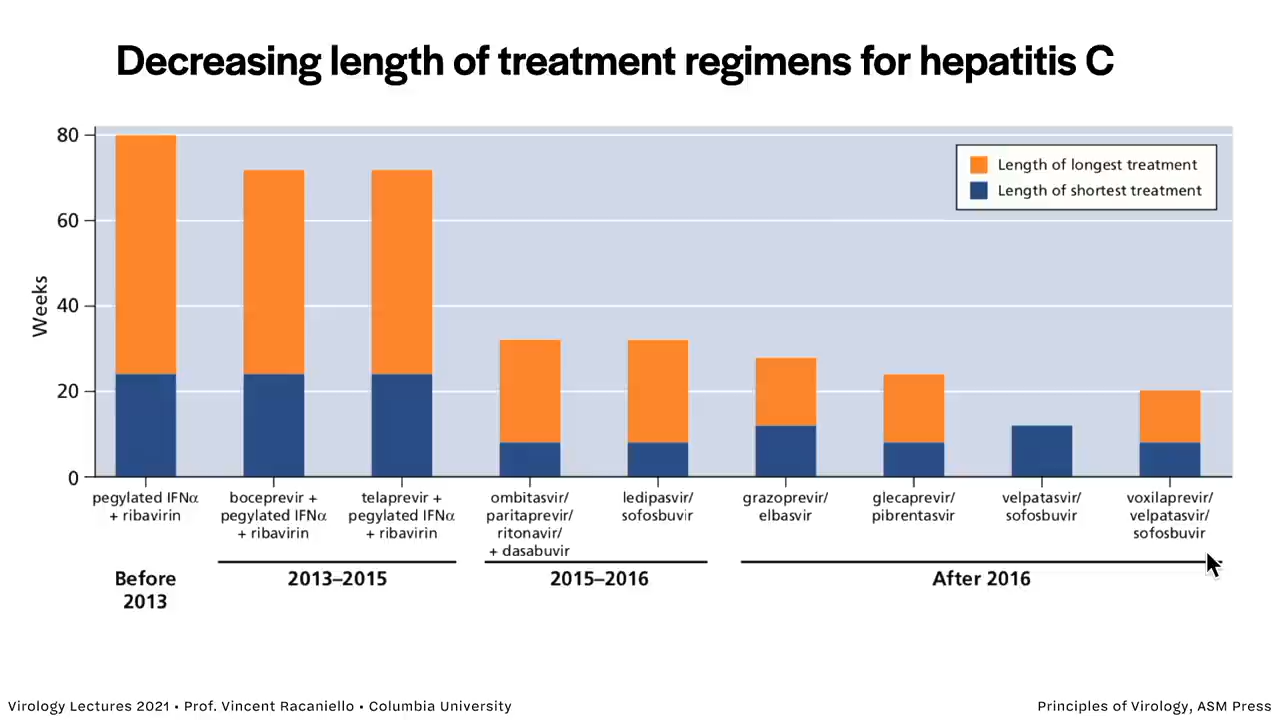 Decreasing length of treatment regimens for hepatitis C
80
60
40
20
0
Weeks
Length of longest treatment
Length of shortest treatment
pegylated IFNα
+ ribavirin
boceprevir +
pegylated IFNα
+ ribavirin
telaprevir +
pegylated IFNα
+ ribavirin
ombitasvir/
paritaprevir/
ritonavir/
+ dasabuvir
ledipasvir/
sofosbuvir
grazoprevir/
elbasvir
glecaprevir/
pibrentasvir
velpatasvir/
sofosbuvir
voxilaprevir/
velpatasvir/
sofosbuvir
Before
2013
2013–2015
2015–2016
After 2016
Virology Lectures 2021 • Prof. Vincent Racaniello • Columbia University
Principles of Virology, ASM Press